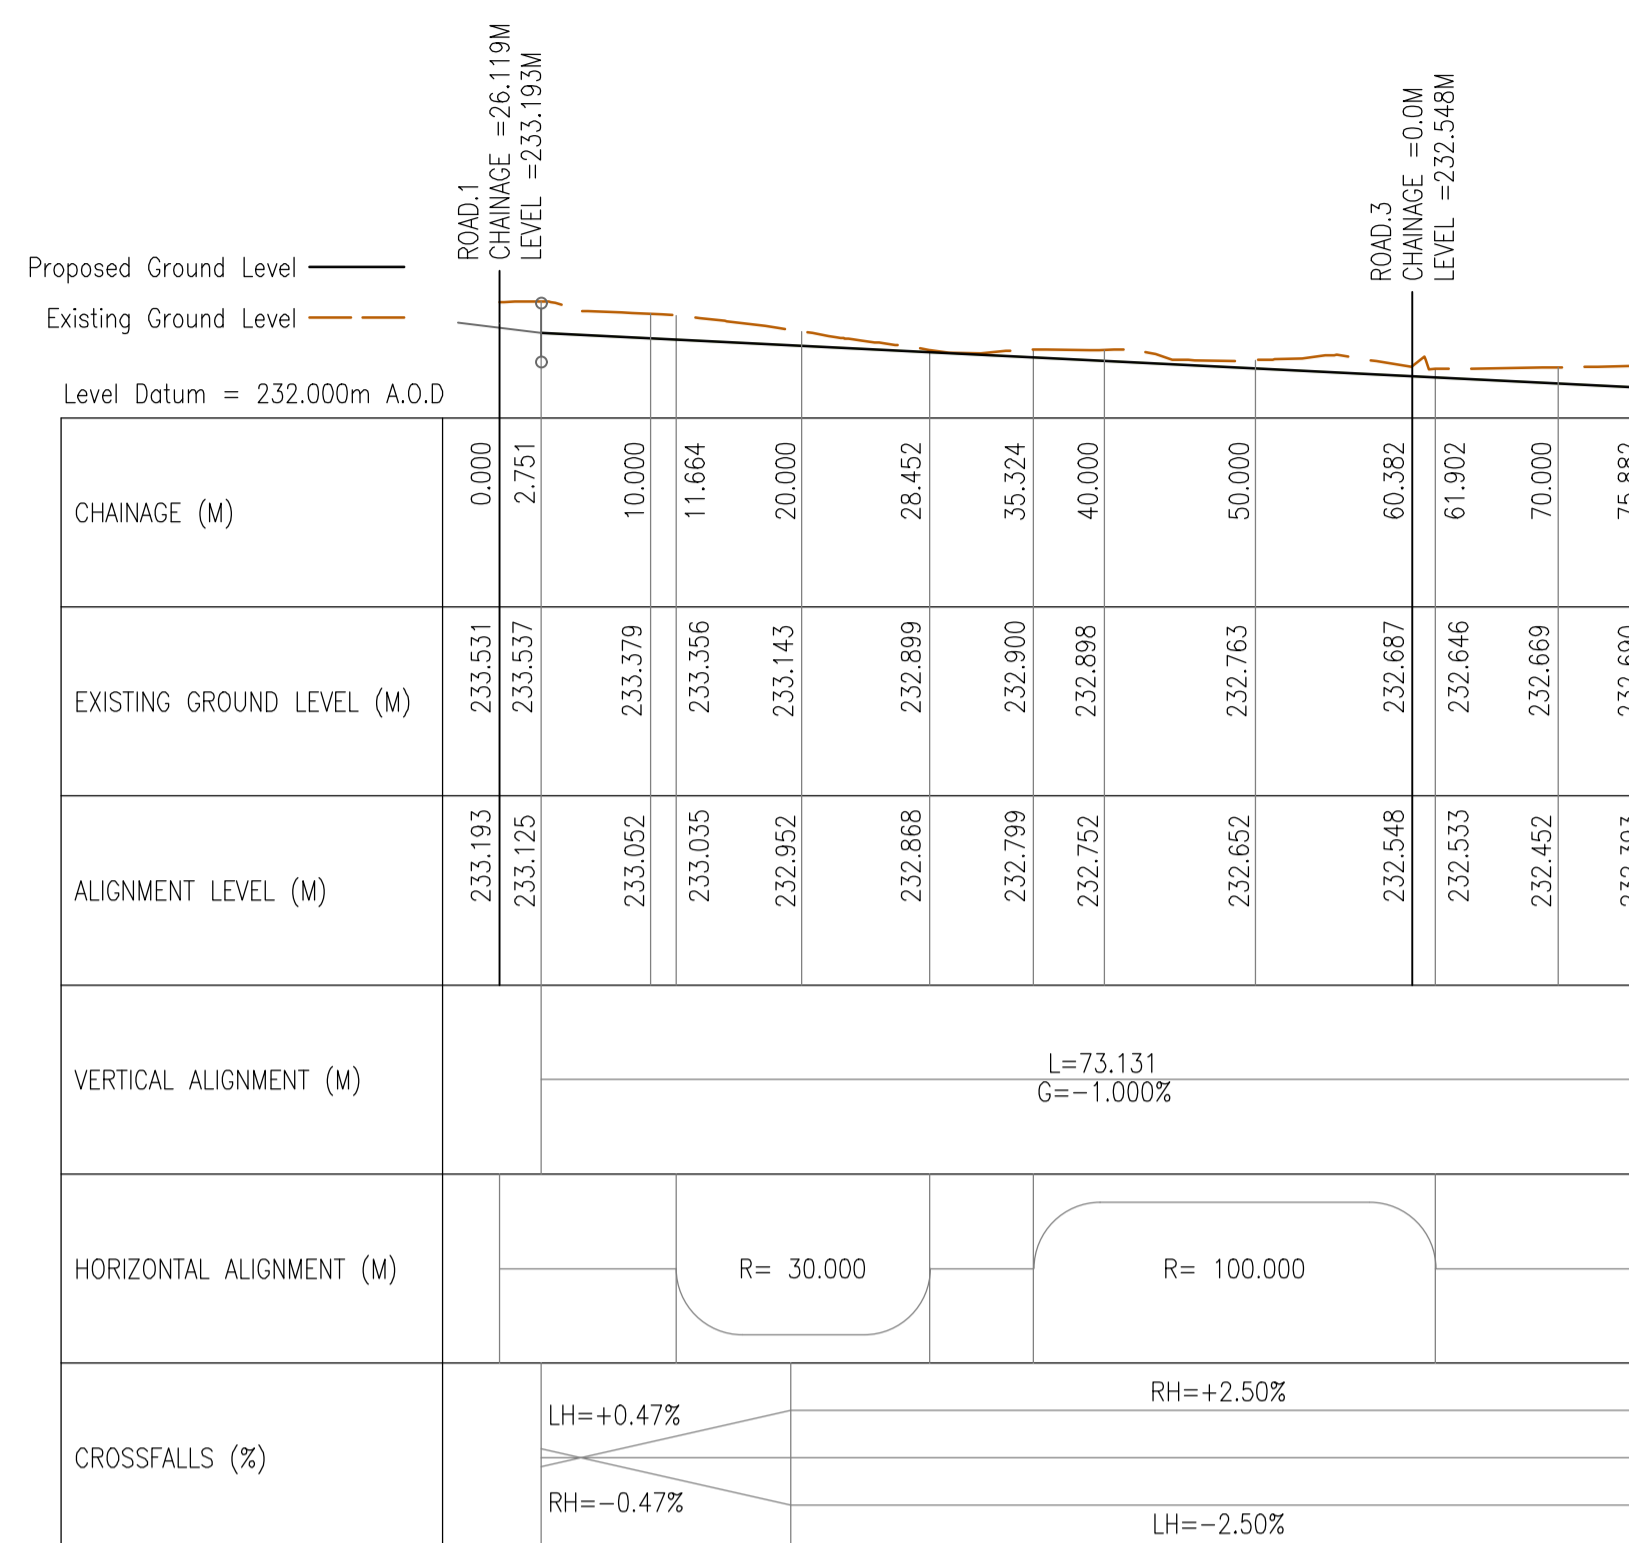 ROAD.1
CHAINAGE =26.119M
LEVEL =233.193M
ROAD.3
CHAINAGE =0.0M
LEVEL =232.548M
Proposed Ground Level
Existing Ground Level
Level Datum = 232.000m A.O.D
CHAINAGE (M)
0.000
2.751
10.000
11.664
20.000
28.452
35.324
40.000
50.000
60.382
61.902
70.000
75.882
EXISTING GROUND LEVEL (M)
233.531
233.537
233.379
233.356
233.143
232.899
232.900
232.898
232.763
232.687
232.646
232.669
232.690
ALIGNMENT LEVEL (M)
233.193
233.125
233.052
233.035
232.952
232.868
232.799
232.752
232.652
232.548
232.533
232.452
VERTICAL ALIGNMENT (M)
L=73.131
G=-1.000%
HORIZONTAL ALIGNMENT (M)
R= 30.000
R= 100.000
CROSSFALLS (%)
LH=+0.47%
RH=-0.47%
RH=+2.50%
LH=-2.50%